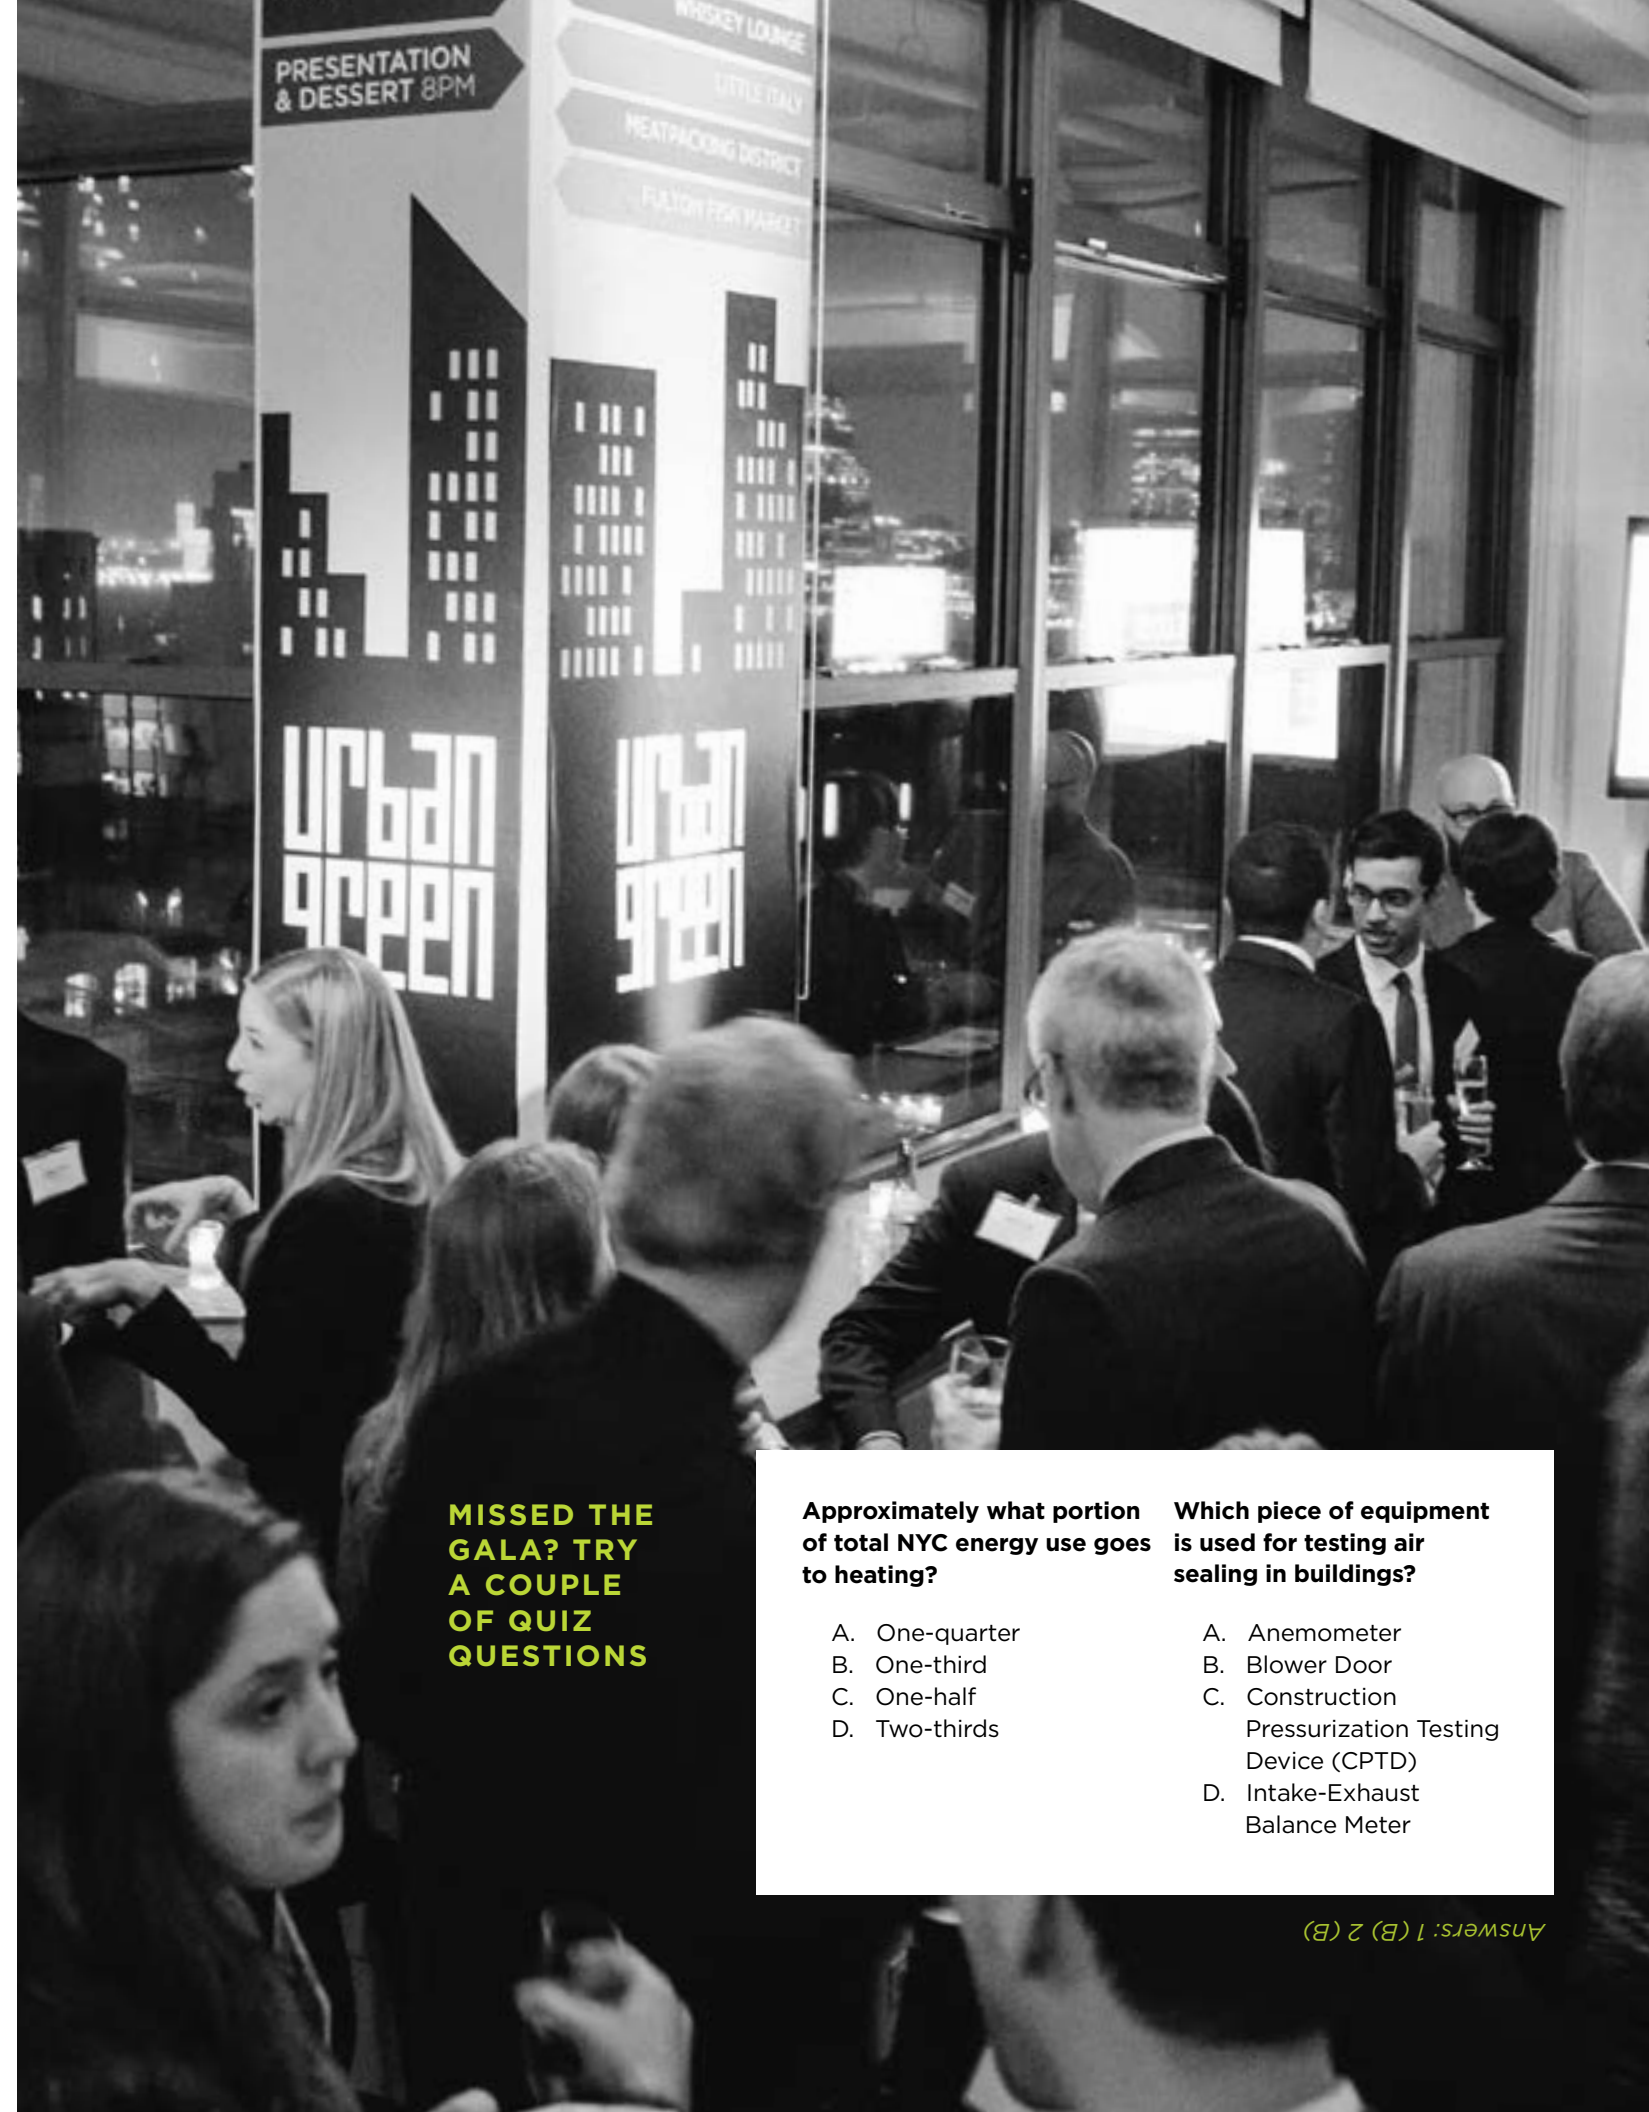 PRESENTATION
& DESSERT 8PM
WHISKEY LOUNGE
LITTLE ITALY
MEATPACKING DISTRICT
FULTON FISH MARKET
urban
green
urban
green
MISSED THE
GALA? TRY
A COUPLE
OF QUIZ
QUESTIONS
Approximately what portion
of total NYC energy use goes
to heating?
A. One-quarter
B. One-third
C. One-half
D. Two-thirds
Which piece of equipment
is used for testing air
sealing in buildings?
A. Anemometer
B. Blower Door
C. Construction
Pressurization Testing
Device (CPTD)
D. Intake-Exhaust
Balance Meter
Answers: 1 (B) 2 (B)